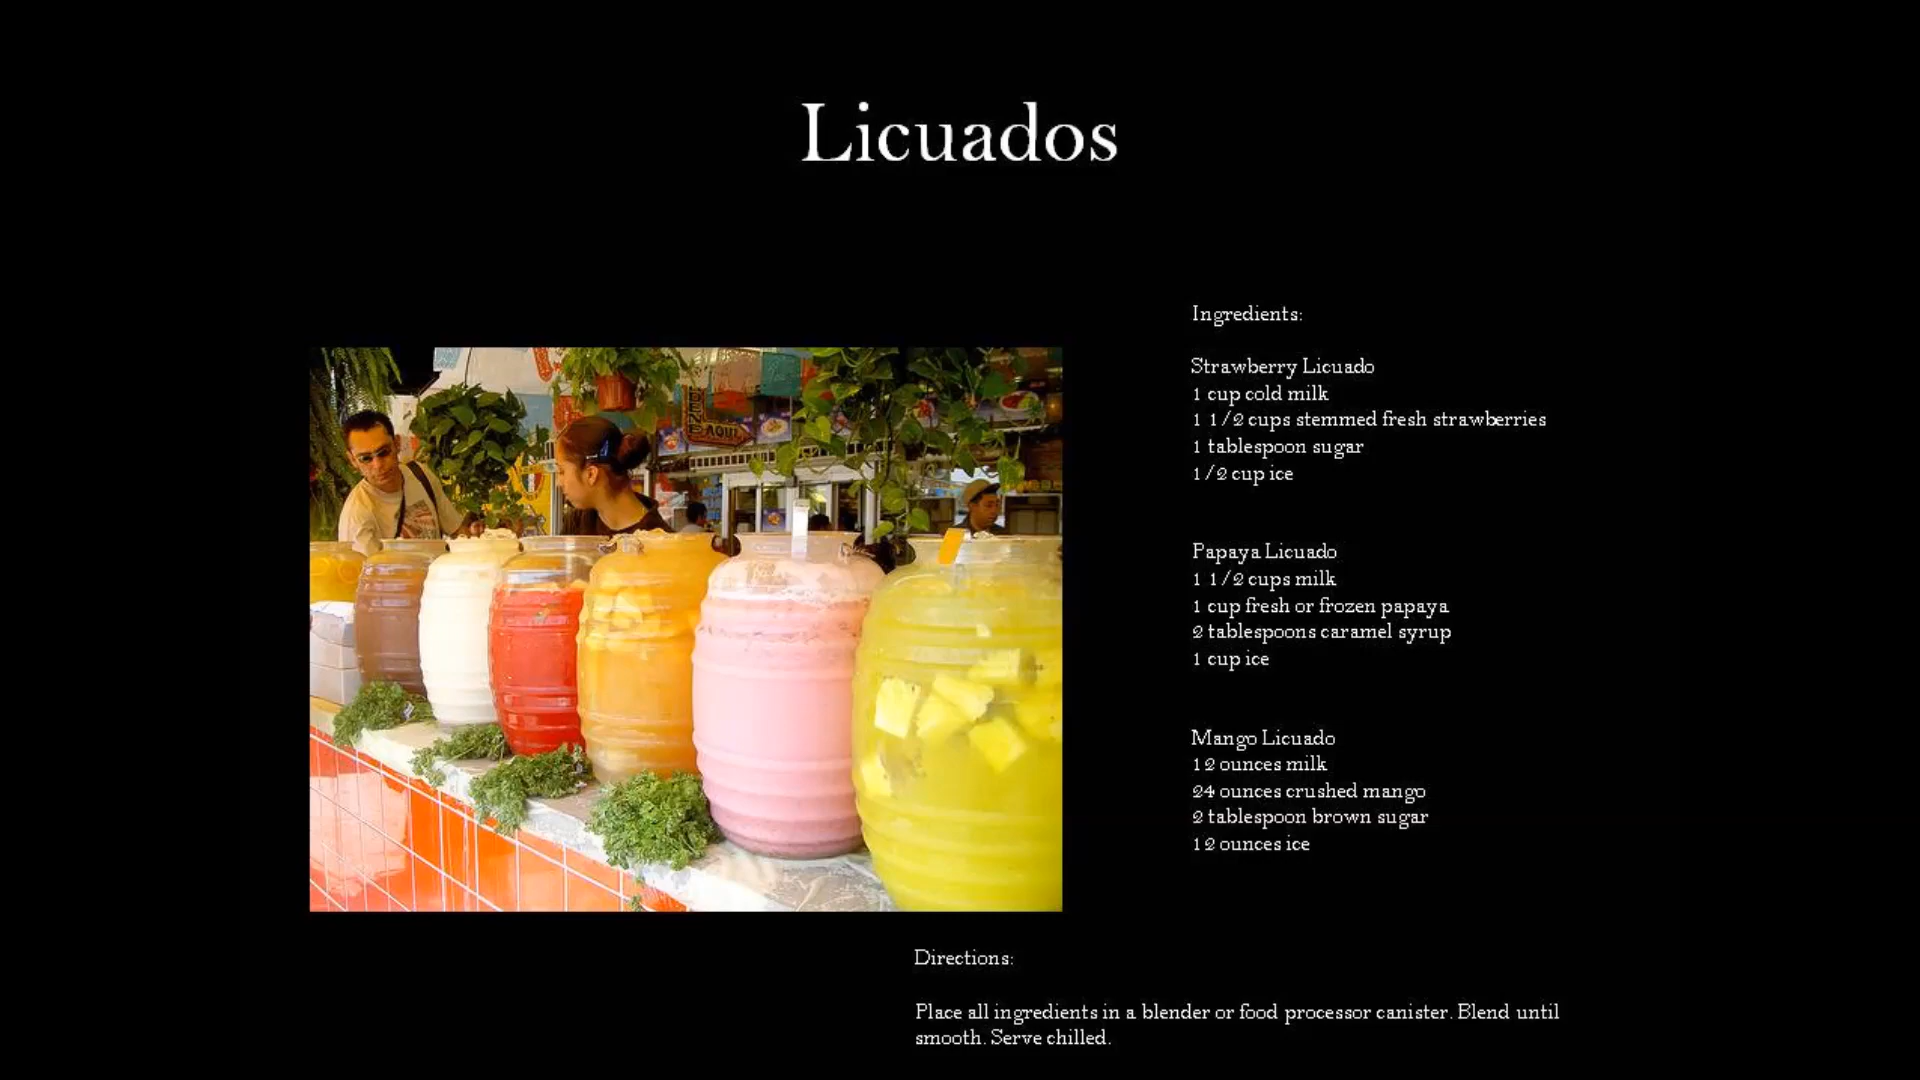 Licuados
Ingredients:
Strawberry Licuado
1 cup cold milk
1 1/2 cups stemmed fresh strawberries
1 tablespoon sugar
1/2 cup ice
Papaya Licuado
1 1/2 cups milk
1 cup fresh or frozen papaya
2 tablespoons caramel syrup
1 cup ice
Mango Licuado
12 ounces milk
24 ounces crushed mango
2 tablespoon brown sugar
12 ounces ice
AQUI
Directions:
Place all ingredients in a blender or food processor canister. Blend until
smooth. Serve chilled.